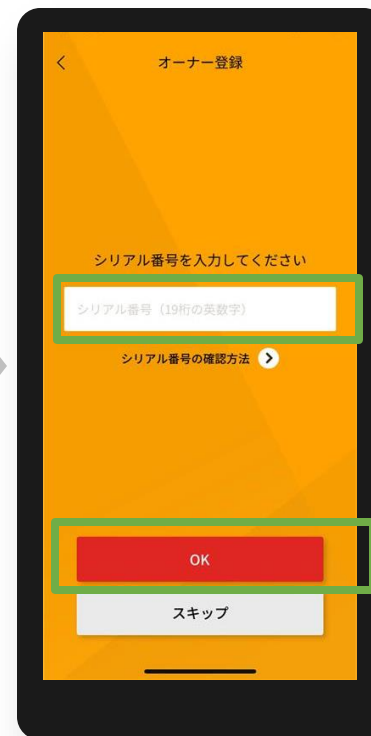 オーナー登録
シリアル番号を入力してください
シリアル番号（19桁の英数字）
シリアル番号の確認方法
OK
スキップ